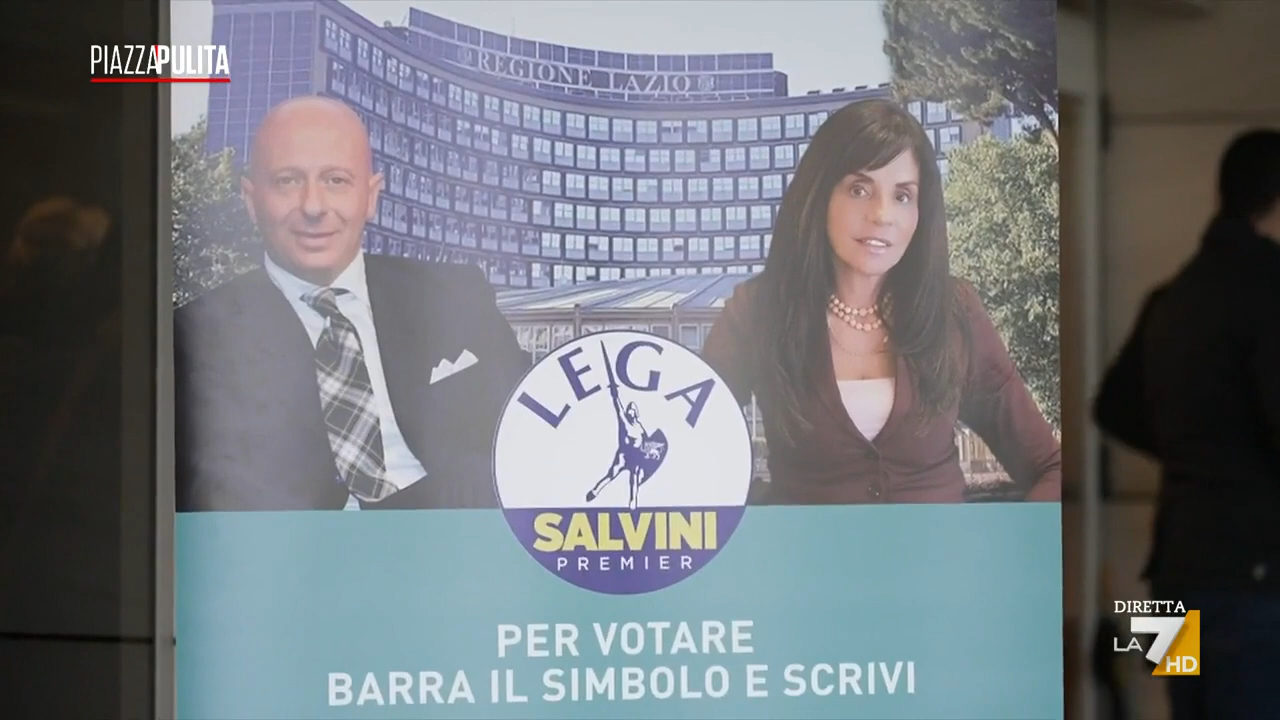 PIAZZAPULITA
REGIONE LAZIO
LEGA
SALVINI
PREMIER
PER VOTARE
BARRA IL SIMBOLO E SCRIVI
DIRETTA
LA7
HD